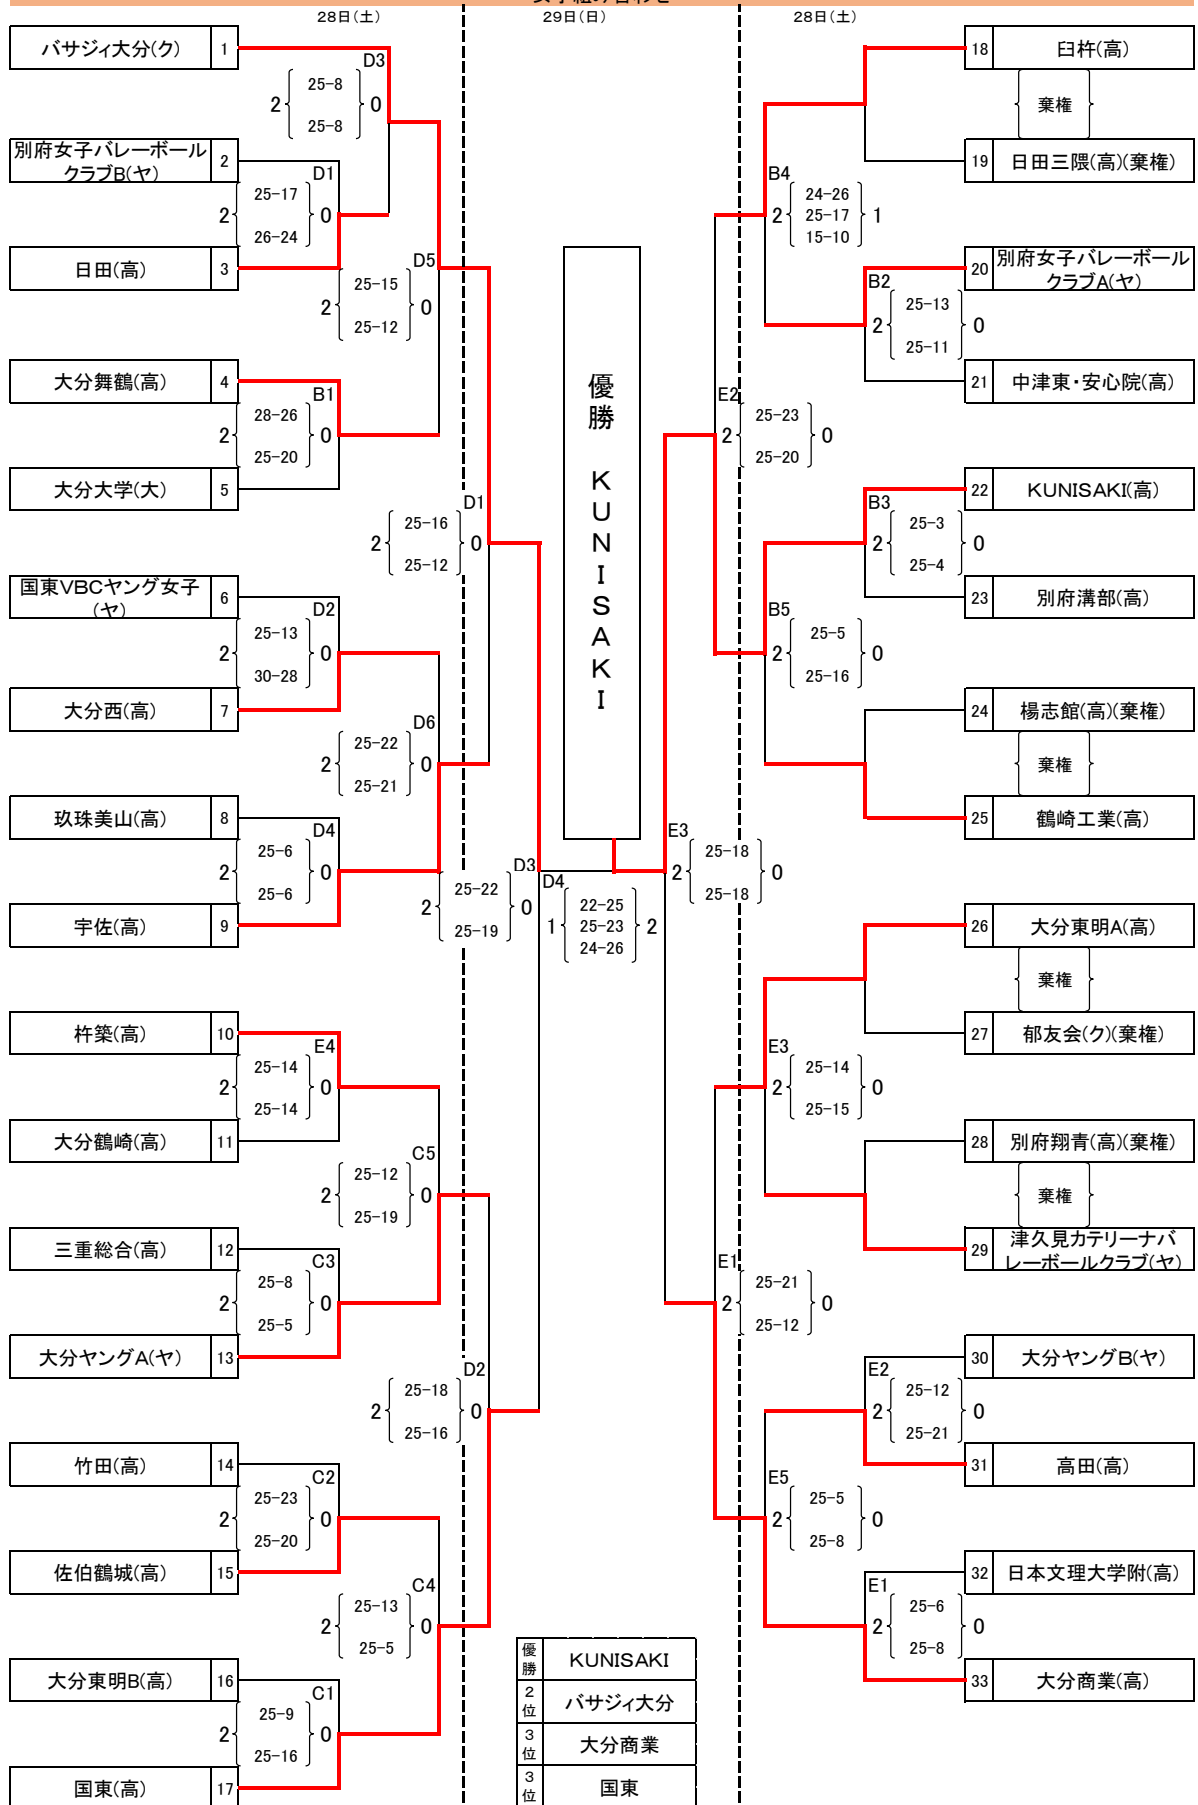 28日(土)
29日(日)
28日(土)
バサジィ大分(ク) 1
D3
25-8
2 0
25-8
別府女子バレーボール
クラブB(ヤ) 2
D1
25-17
2 0
26-24
日田(高) 3
D5
25-15
2 0
25-12
大分舞鶴(高) 4
B1
28-26
2 0
25-20
大分大学(大) 5
D1
25-16
2 0
25-12
国東VBCヤング女子
(ヤ) 6
D2
25-13
2 0
30-28
大分西(高) 7
D6
25-22
2 0
25-21
玖珠美山(高) 8
D4
25-6
2 0
25-6
宇佐(高) 9
D3
25-22
2 0
25-19
杵築(高) 10
E4
25-14
2 0
25-14
大分鶴崎(高) 11
C5
25-12
2 0
25-19
三重総合(高) 12
C3
25-8
2 0
25-5
大分ヤングA(ヤ) 13
D2
25-18
2 0
25-16
竹田(高) 14
C2
25-23
2 0
25-20
佐伯鶴城(高) 15
C4
25-13
2 0
25-5
大分東明B(高) 16
C1
25-9
2 0
25-16
国東(高) 17
優勝 KUNISAKI
D4
22-25
1 25-23 2
24-26
18 臼杵(高)
棄権
19 日田三隈(高)(棄権)
B4
24-26
2 25-17 1
15-10
20 別府女子バレーボール
クラブA(ヤ)
B2
25-13
2 0
25-11
21 中津東・安心院(高)
E2
25-23
2 0
25-20
22 KUNISAKI(高)
B3
25-3
2 0
25-4
23 別府溝部(高)
B5
25-5
2 0
25-16
24 楊志館(高)(棄権)
棄権
25 鶴崎工業(高)
E3
25-18
2 0
25-18
26 大分東明A(高)
棄権
27 郁友会(ク)(棄権)
E3
25-14
2 0
25-15
28 別府翔青(高)(棄権)
棄権
29 津久見カテリーナバ
レーボールクラブ(ヤ)
E1
25-21
2 0
25-12
30 大分ヤングB(ヤ)
E2
25-12
2 0
25-21
31 高田(高)
E5
25-5
2 0
25-8
32 日本文理大学附(高)
E1
25-6
2 0
25-8
33 大分商業(高)
優勝 KUNISAKI
2位 バサジィ大分
3位 大分商業
3位 国東